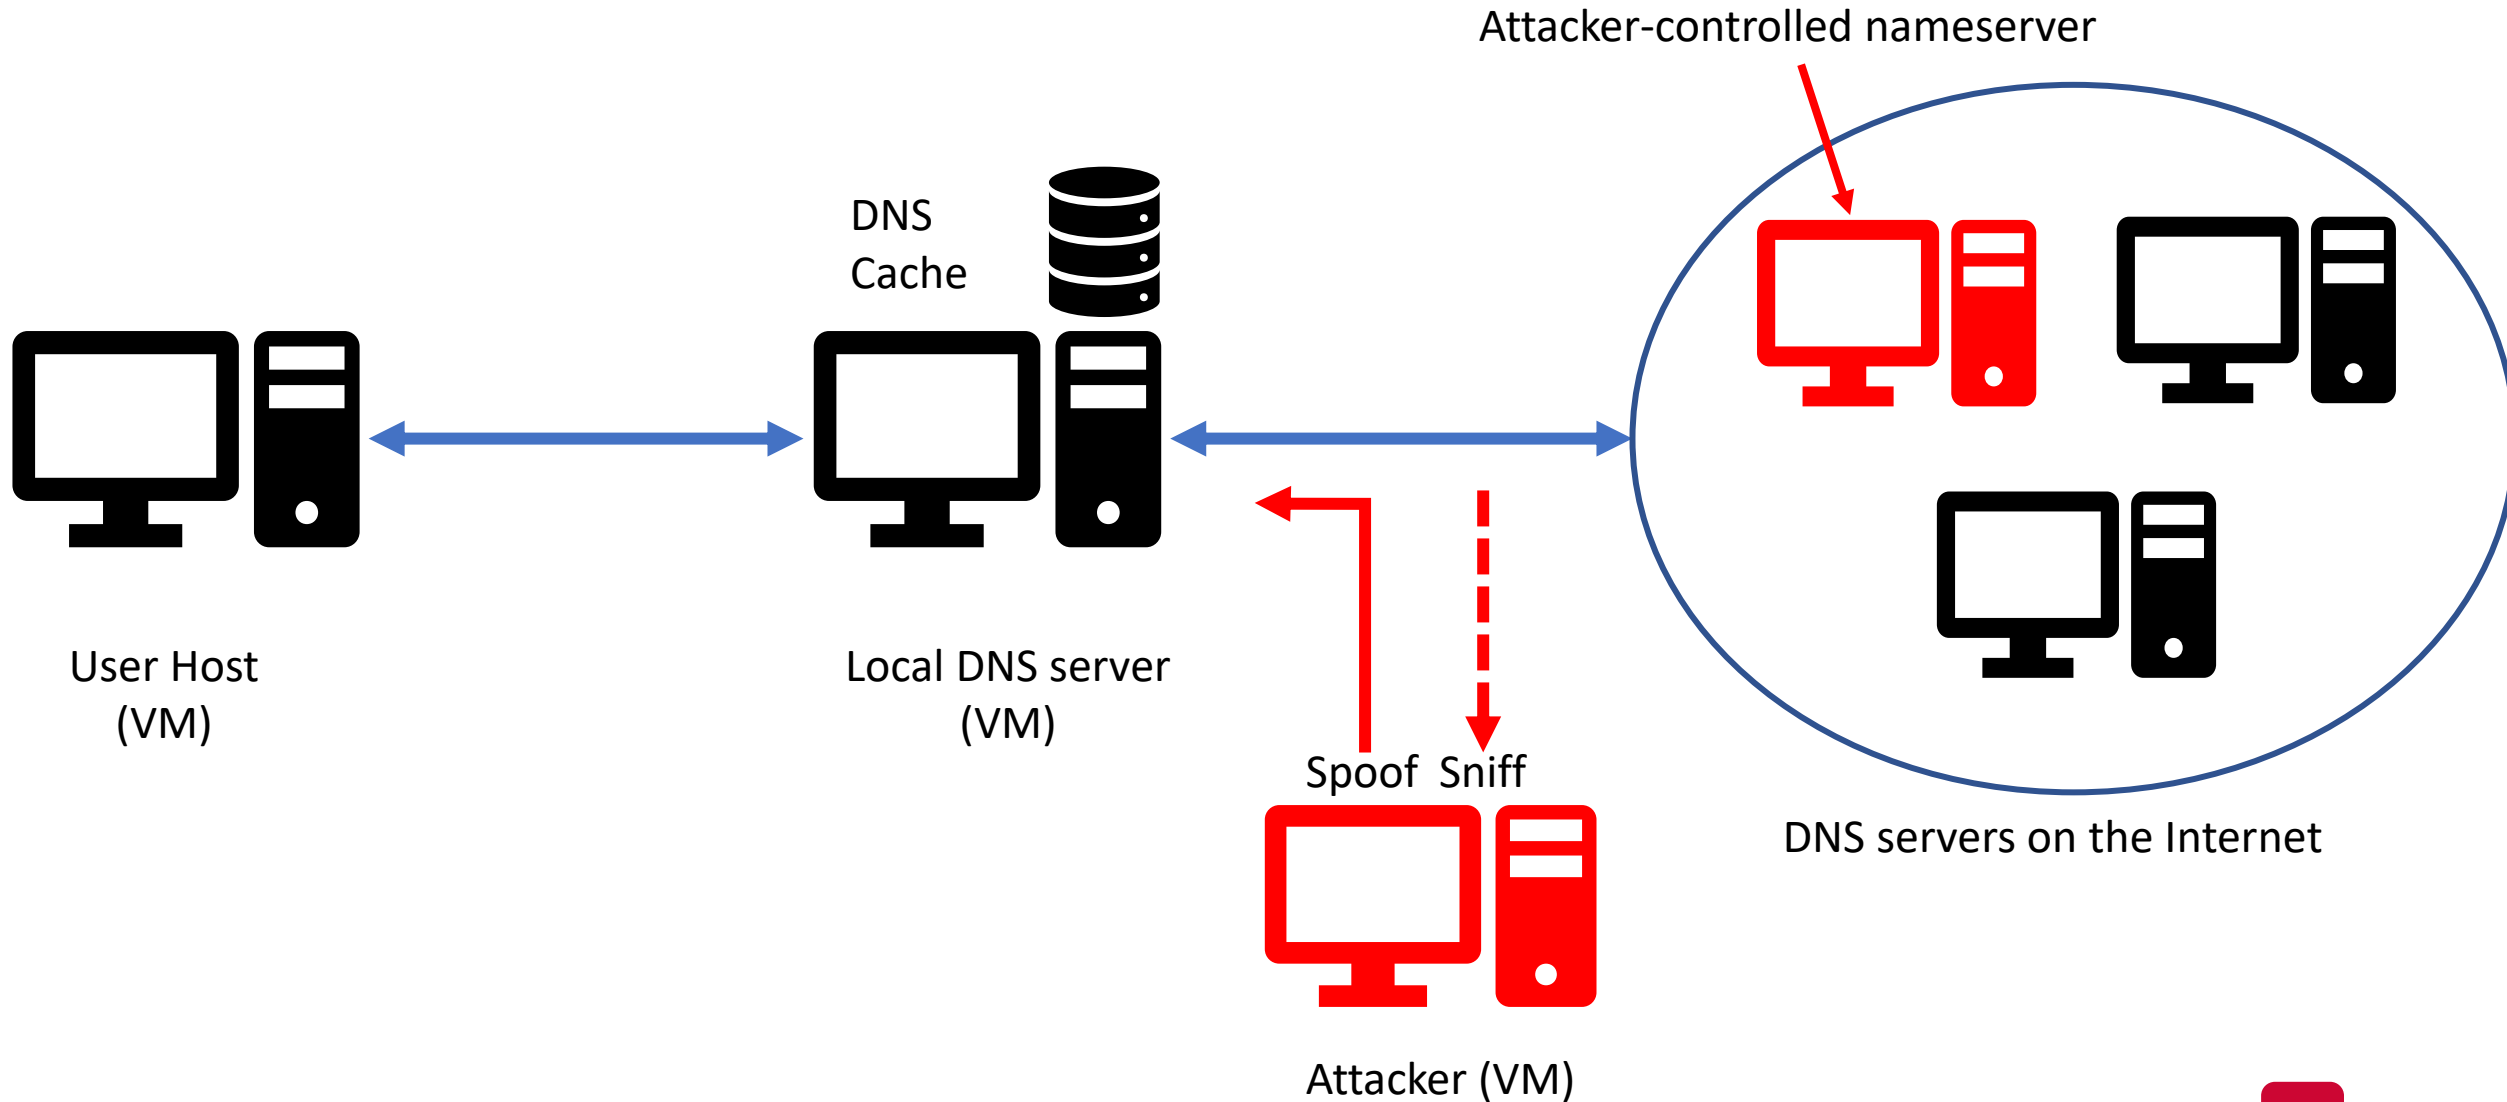 Attacker-controlled nameserver
DNS
Cache
User Host
(VM)
Local DNS server
(VM)
Spoof Sniff
DNS servers on the Internet
Attacker (VM)